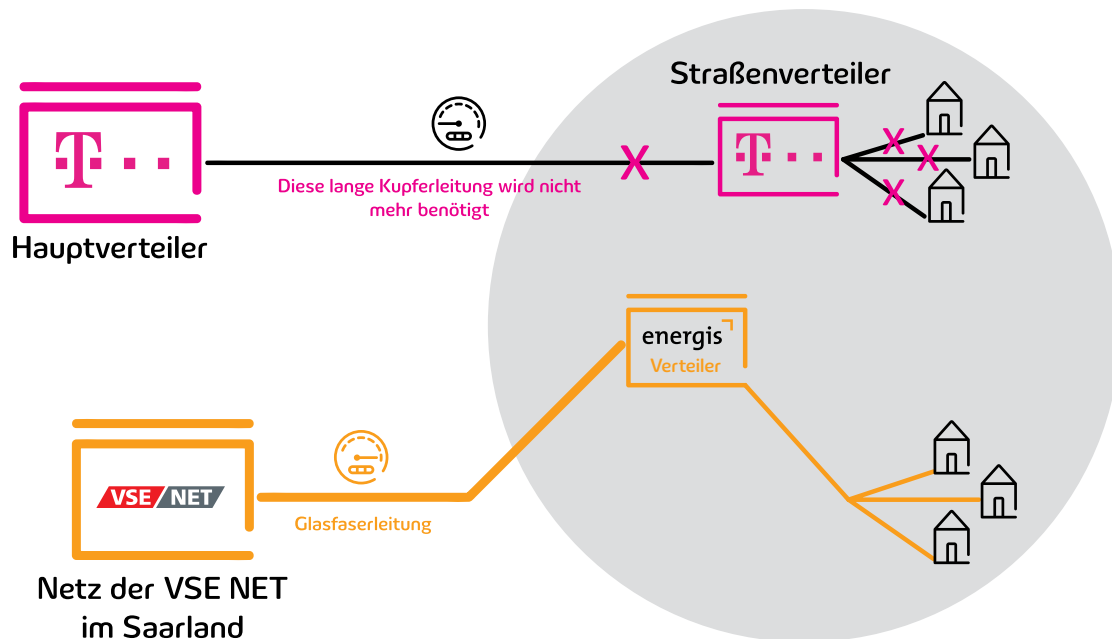 Straßenverteiler
T
T
Diese lange Kupferleitung wird nicht
mehr benötigt
Hauptverteiler
energis
Verteiler
VSE NET
Glasfaserleitung
Netz der VSE NET
im Saarland